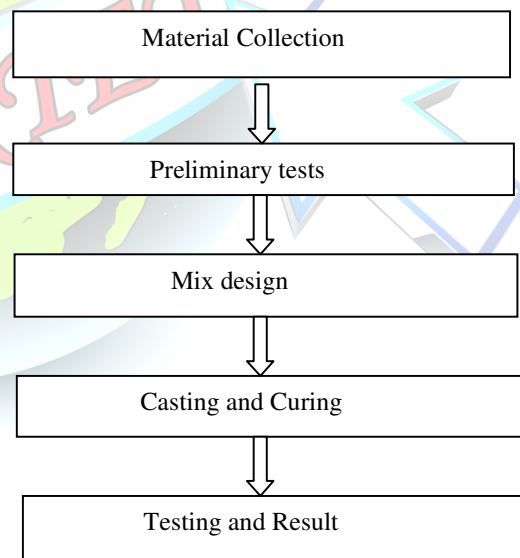 Material Collection
Preliminary tests
Mix design
Casting and Curing
Testing and Result